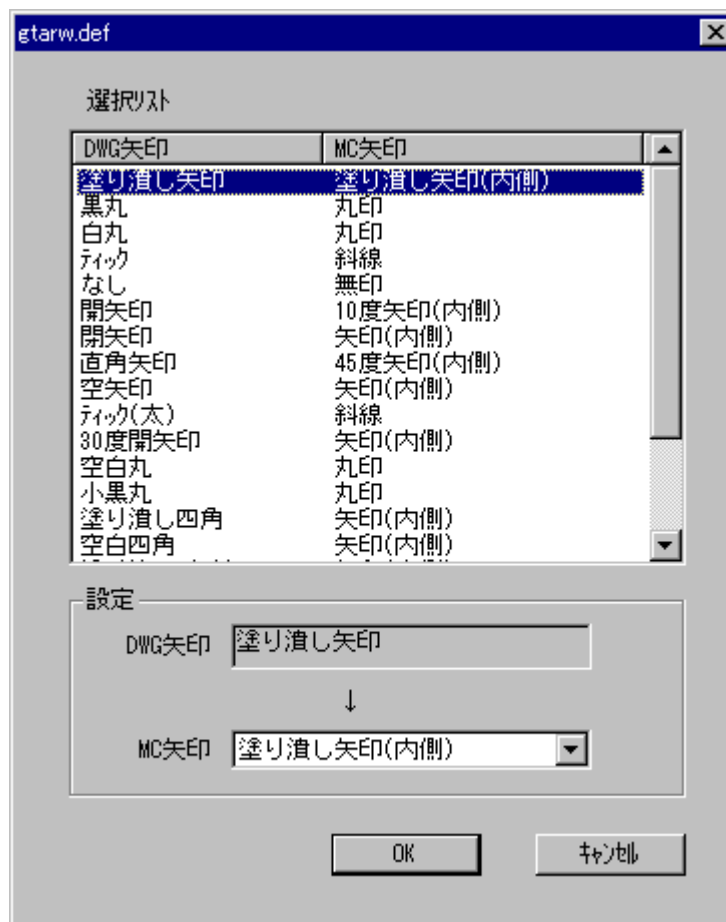 gtarw.def
選択ﾘｽﾄ
DWG矢印 MC矢印
塗り潰し矢印 塗り潰し矢印(内側)
黒丸 丸印
白丸 丸印
ﾃｨｯｸ 斜線
なし 無印
開矢印 10度矢印(内側)
閉矢印 矢印(内側)
直角矢印 45度矢印(内側)
空矢印 矢印(内側)
ﾃｨｯｸ(太) 斜線
30度開矢印 矢印(内側)
空白丸 丸印
小黒丸 丸印
塗り潰し四角 矢印(内側)
空白四角 矢印(内側)
設定
DWG矢印 塗り潰し矢印
↓
MC矢印 塗り潰し矢印(内側)
OK ｷｬﾝｾﾙ